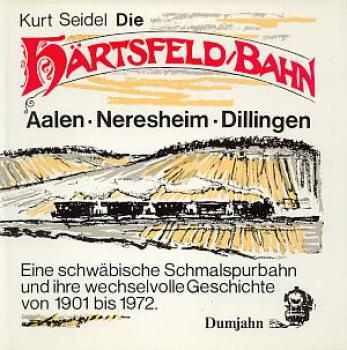 Kurt Seidel Die
HÄRTSFELD/BAHN
Aalen · Neresheim · Dillingen
Eine schwäbische Schmalspurbahn
und ihre wechselvolle Geschichte
von 1901 bis 1972.
Dumjahn